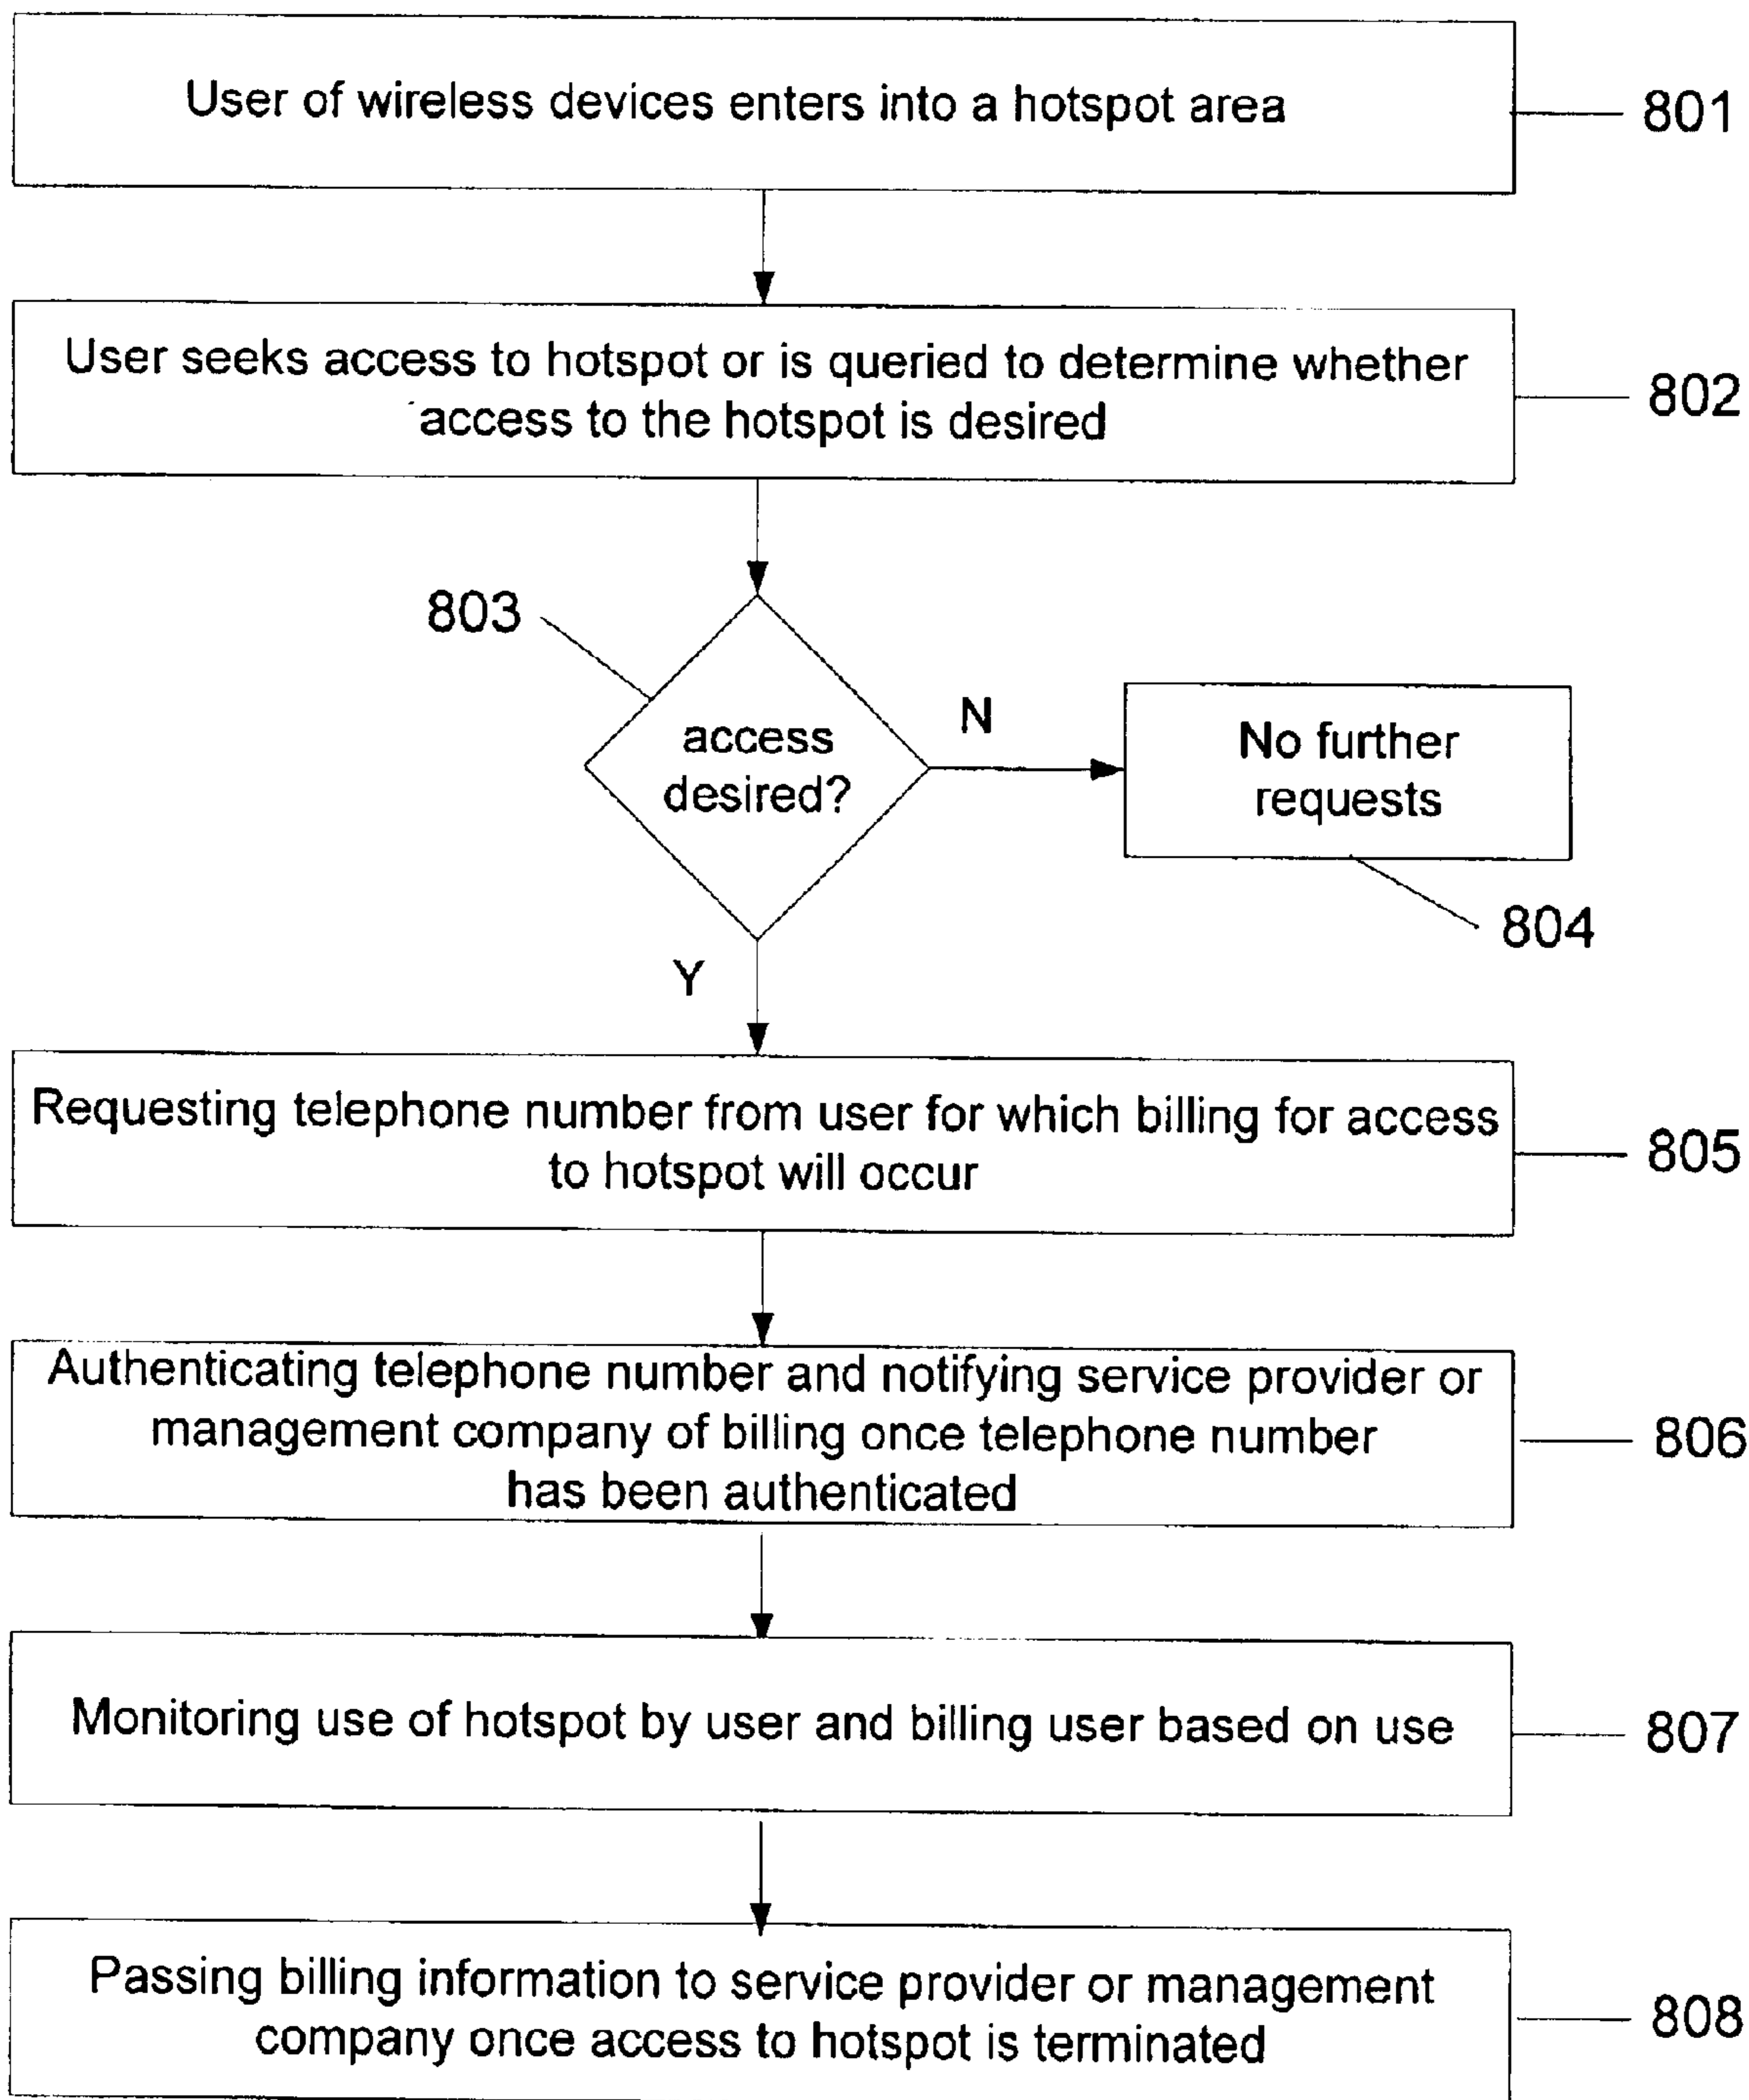 User of wireless devices enters into a hotspot area
801
User seeks access to hotspot or is queried to determine whether
access to the hotspot is desired
802
803
access
desired?
N
No further
requests
804
Y
Requesting telephone number from user for which billing for access
to hotspot will occur
805
Authenticating telephone number and notifying service provider or
management company of billing once telephone number
has been authenticated
806
Monitoring use of hotspot by user and billing user based on use
807
Passing billing information to service provider or management
company once access to hotspot is terminated
808